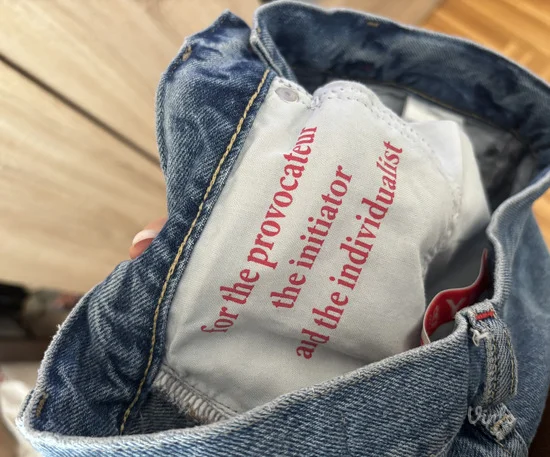 for the provocateur
the initiator
and the individualist